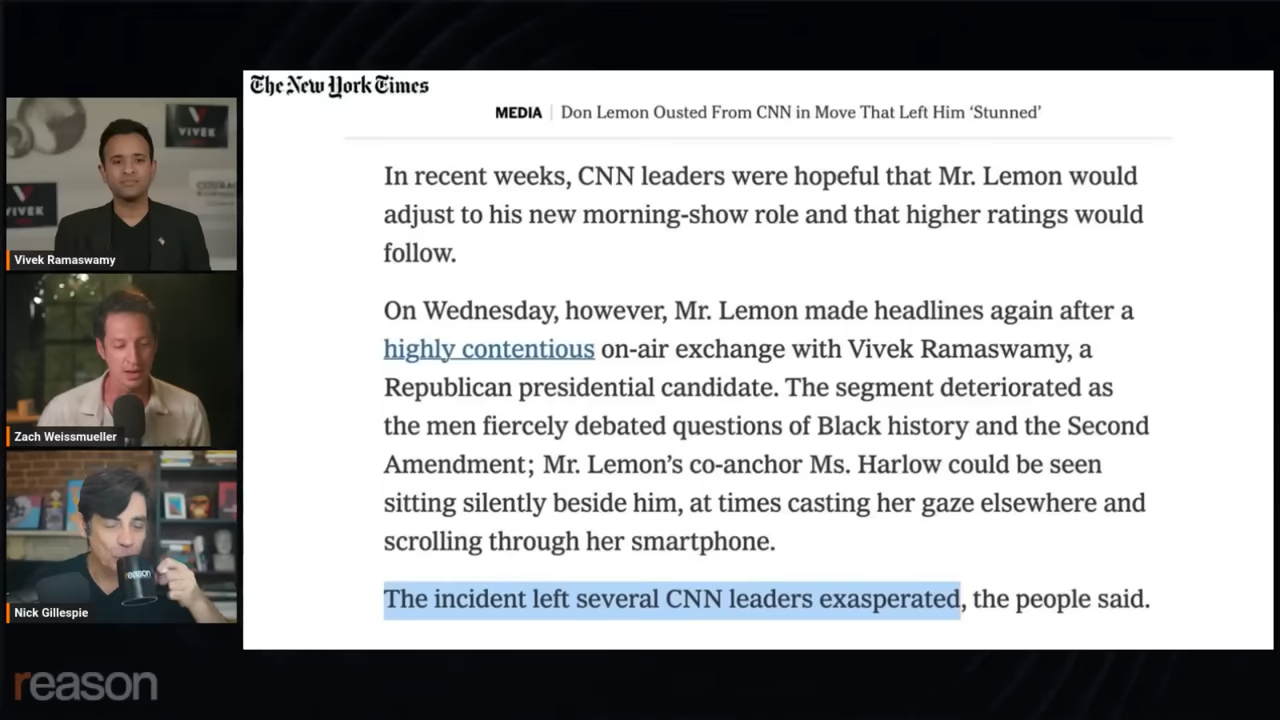 The New York Times
MEDIA | Don Lemon Ousted From CNN in Move That Left Him ‘Stunned’
In recent weeks, CNN leaders were hopeful that Mr. Lemon would
adjust to his new morning-show role and that higher ratings would
follow.
On Wednesday, however, Mr. Lemon made headlines again after a
highly contentious on-air exchange with Vivek Ramaswamy, a
Republican presidential candidate. The segment deteriorated as
the men fiercely debated questions of Black history and the Second
Amendment; Mr. Lemon’s co-anchor Ms. Harlow could be seen
sitting silently beside him, at times casting her gaze elsewhere and
scrolling through her smartphone.
The incident left several CNN leaders exasperated, the people said.
VIVEK
VIVEK
Vivek Ramaswamy
Zach Weissmueller
reason
Nick Gillespie
reason